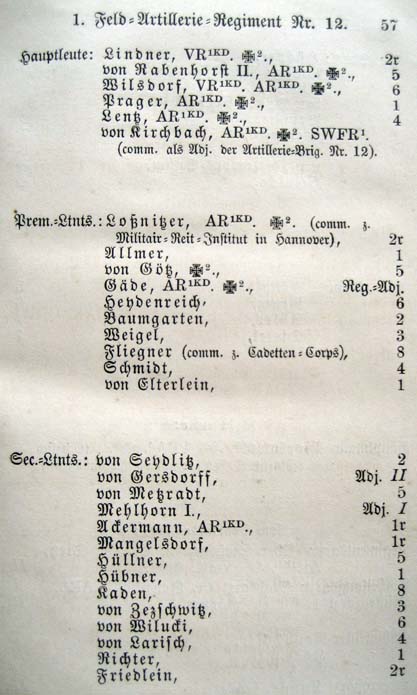 1. Feld=Artillerie=Regiment Nr. 12. 57
Hauptleute: Lindner, VR1KD. ✠2., 2r
von Rabenhorst II., AR1KD. ✠2., 5
Wilsdorf, VR1KD. AR1KD. ✠2., 6
Prager, AR1KD. ✠2., 1
Lentz, AR1KD. ✠2., 4
von Kirchbach, AR1KD. ✠2. SWFR1.
(comm. als Adj. der Artillerie=Brig. Nr. 12).
Prem.=Ltnts.: Loßnitzer, AR1KD. ✠2. (comm. z.
Militair=Reit=Institut in Hannover), 2r
Allmer, 1
von Götz, ✠2., 5
Gäde, AR1KD. ✠2., Reg.=Adj.
Heydenreich, 6
Baumgarten, 2
Weigel, 3
Fliegner (comm. z. Cadetten=Corps), 8
Schmidt, 4
von Elterlein, 1
Sec.=Ltnts.: von Seydlitz, 2
von Gersdorff, Adj. II
von Metzradt, 5
Mehlhorn I., Adj. I
Ackermann, AR1KD., 1r
Mangelsdorf, 1r
Hüllner, 5
Hübner, 1
Kaden, 8
von Zezschwitz, 3
von Wilucki, 6
von Larisch, 4
Richter, 1
Friedlein, 2r